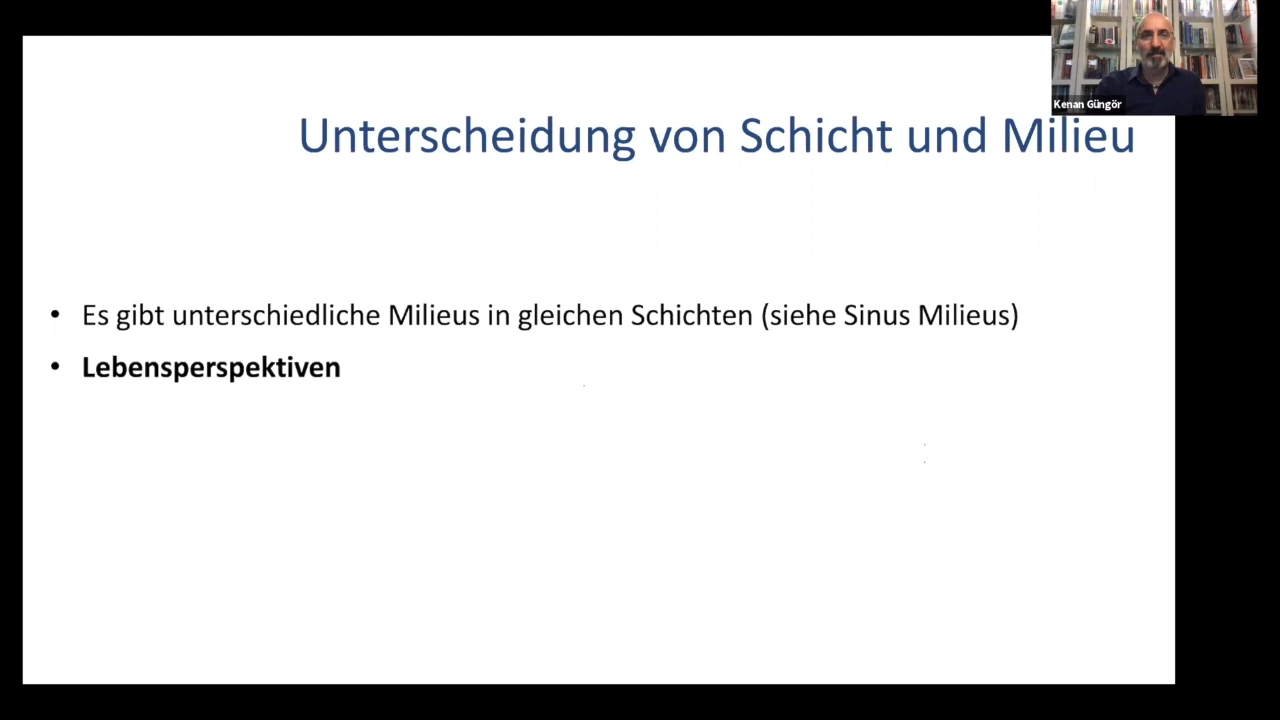 Kenan Güngör
Unterscheidung von Schicht und Milieu
• Es gibt unterschiedliche Milieus in gleichen Schichten (siehe Sinus Milieus)
• Lebensperspektiven